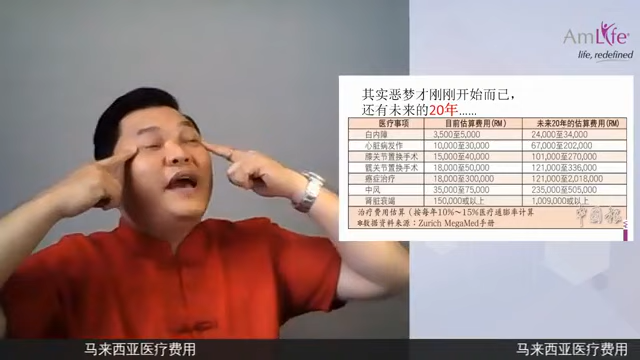 AmLife
life, redefined
其实恶梦才刚刚开始而已，
还有未来的20年……
医疗事项 目前估算费用(RM) 未来20年的估算费用(RM)
白内障 3,500至5,000 24,000至34,000
心脏病发作 10,000至30,000 67,000至202,000
膝关节置换手术 15,000至40,000 101,000至270,000
髋关节置换手术 18,000至50,000 121,000至336,000
癌症治疗 18,000至300,000 121,000至2,018,000
中风 35,000至75,000 235,000至505,000
肾脏衰竭 150,000或以上 1,009,000或以上
治疗费用估算（按每年10%～15%医疗通膨率计算
*数据资料来源：Zurich MegaMed手册
中国报
马来西亚医疗费用
马来西亚医疗费用